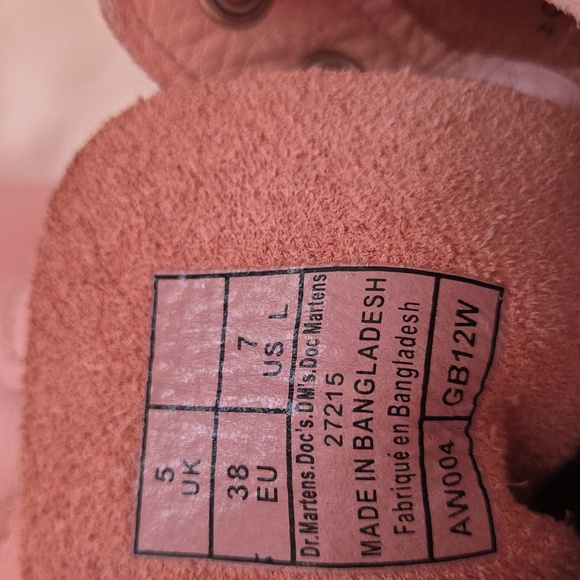 5
UK
38
EU
7
US L
Dr.Martens.Doc's.DM's.Doc Martens
27215
MADE IN BANGLADESH
Fabriqué en Bangladesh
AW004
GB12W